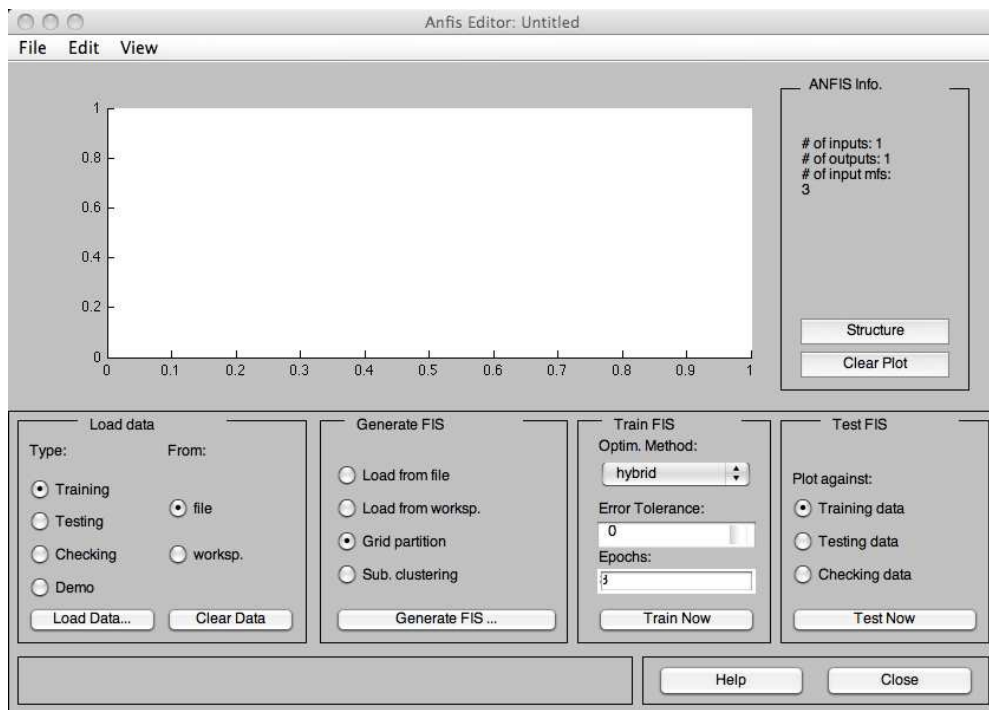 Anfis Editor: Untitled
File Edit View
ANFIS Info.
# of inputs: 1
# of outputs: 1
# of input mfs:
3
Structure
Clear Plot
1
0.8
0.6
0.4
0.2
0
0 0.1 0.2 0.3 0.4 0.5 0.6 0.7 0.8 0.9 1
Load data
Type: From:
Training
Testing
Checking
Demo
file
worksp.
Load Data... Clear Data
Generate FIS
Load from file
Load from worksp.
Grid partition
Sub. clustering
Generate FIS ...
Train FIS
Optim. Method:
hybrid
Error Tolerance:
0
Epochs:
3
Train Now
Test FIS
Plot against:
Training data
Testing data
Checking data
Test Now
Help Close